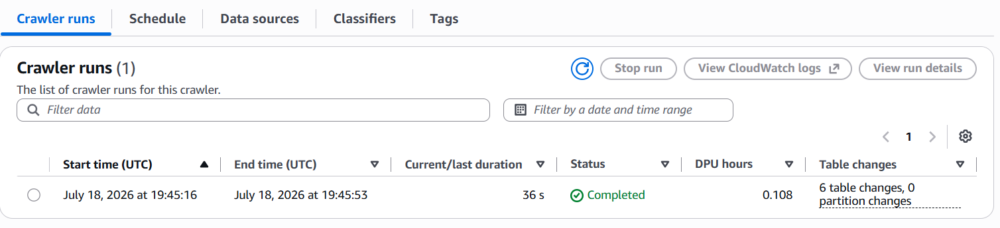 Crawler runs Schedule Data sources Classifiers Tags
Crawler runs (1) Stop run View CloudWatch logs View run details
The list of crawler runs for this crawler.
Filter data Filter by a date and time range
1
Start time (UTC) End time (UTC) Current/last duration Status DPU hours Table changes
July 18, 2026 at 19:45:16 July 18, 2026 at 19:45:53 36 s Completed 0.108 6 table changes, 0
partition changes